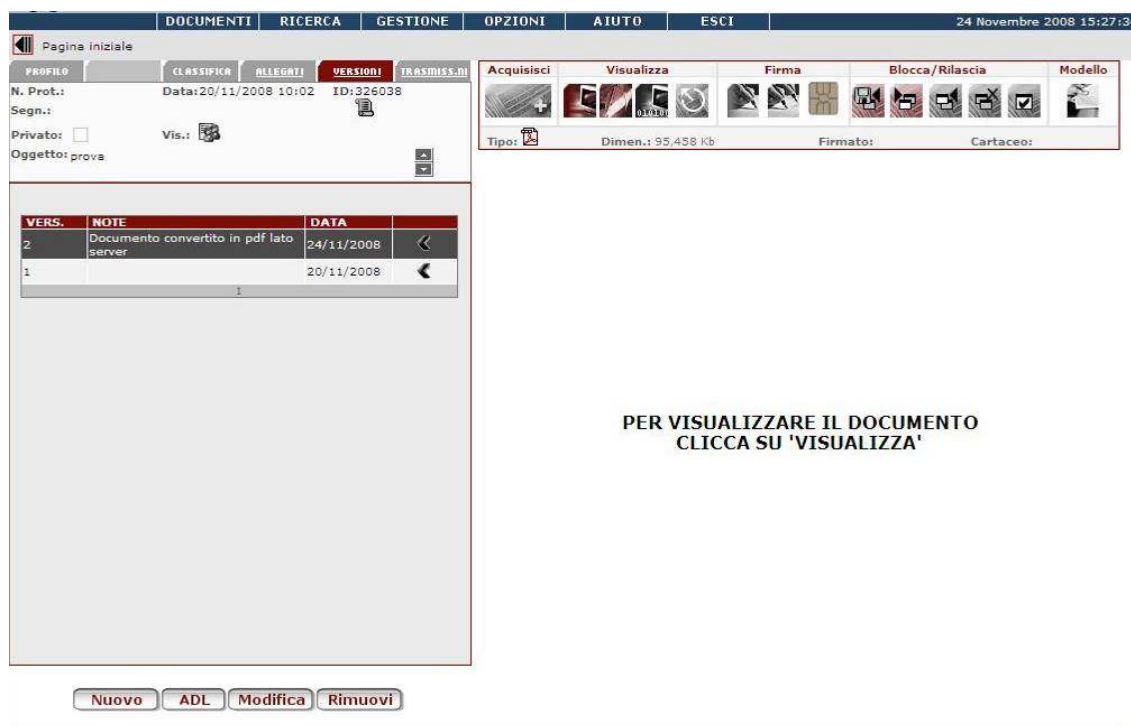 DOCUMENTI RICERCA GESTIONE OPZIONI AIUTO ESCI 24 Novembre 2008 15:27:3
Pagina iniziale
PROFILO CLASSIFICA ALLEGATI VERSIONI TRASMISS.NI
N. Prot.: Data:20/11/2008 10:02 ID:326038
Segn.:
Privato: Vis.:
Oggetto: prova
Acquisisci Visualizza Firma Blocca/Rilascia Modello
Tipo: Dimen.: 95,458 Kb Firmato: Cartaceo:
VERS. NOTE DATA
2 Documento convertito in pdf lato server 24/11/2008
1 20/11/2008
1
PER VISUALIZZARE IL DOCUMENTO
CLICCA SU 'VISUALIZZA'
Nuovo ADL Modifica Rimuovi